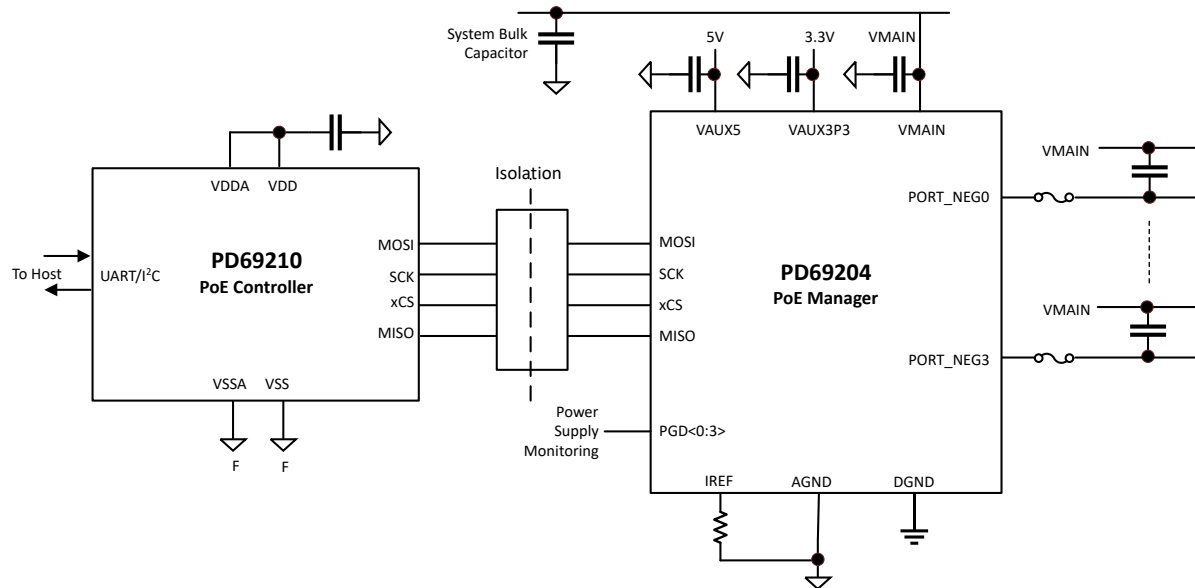 System Bulk
Capacitor
5V
3.3V
VMAIN
VAUX5
VAUX3P3
VMAIN
VDDA
VDD
Isolation
VMAIN
PORT_NEG0
MOSI
SCK
xCS
MISO
MOSI
SCK
xCS
MISO
To Host
UART/I²C
PD69210
PoE Controller
PD69204
PoE Manager
VMAIN
PORT_NEG3
VSSA
VSS
F
F
Power
Supply
Monitoring
PGD<0:3>
IREF
AGND
DGND